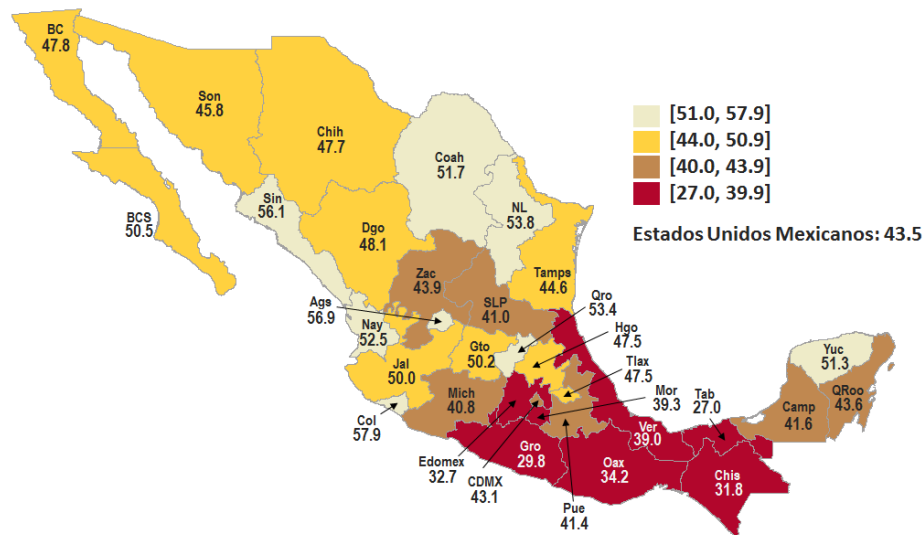 BC
47.8
Son
45.8
Chih
47.7
Coah
51.7
Sin
56.1
BCS
50.5
Dgo
48.1
NL
53.8
Tamps
44.6
Zac
43.9
SLP
41.0
Ags
56.9
Nay
52.5
Jal
50.0
Gto
50.2
Qro
53.4
Hgo
47.5
Tlax
47.5
Mor
39.3
Tab
27.0
Yuc
51.3
QRoo
43.6
Camp
41.6
Mich
40.8
Col
57.9
Edomex
32.7
CDMX
43.1
Gro
29.8
Pue
41.4
Oax
34.2
Ver
39.0
Chis
31.8
[51.0, 57.9]
[44.0, 50.9]
[40.0, 43.9]
[27.0, 39.9]
Estados Unidos Mexicanos: 43.5